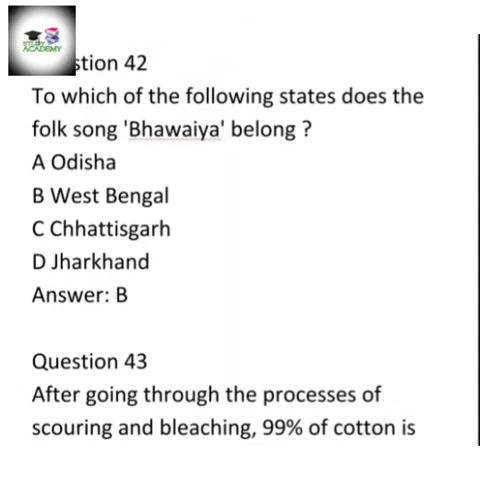 STUDY
ACADEMY
stion 42
To which of the following states does the
folk song 'Bhawaiya' belong ?
A Odisha
B West Bengal
C Chhattisgarh
D Jharkhand
Answer: B
Question 43
After going through the processes of
scouring and bleaching, 99% of cotton is